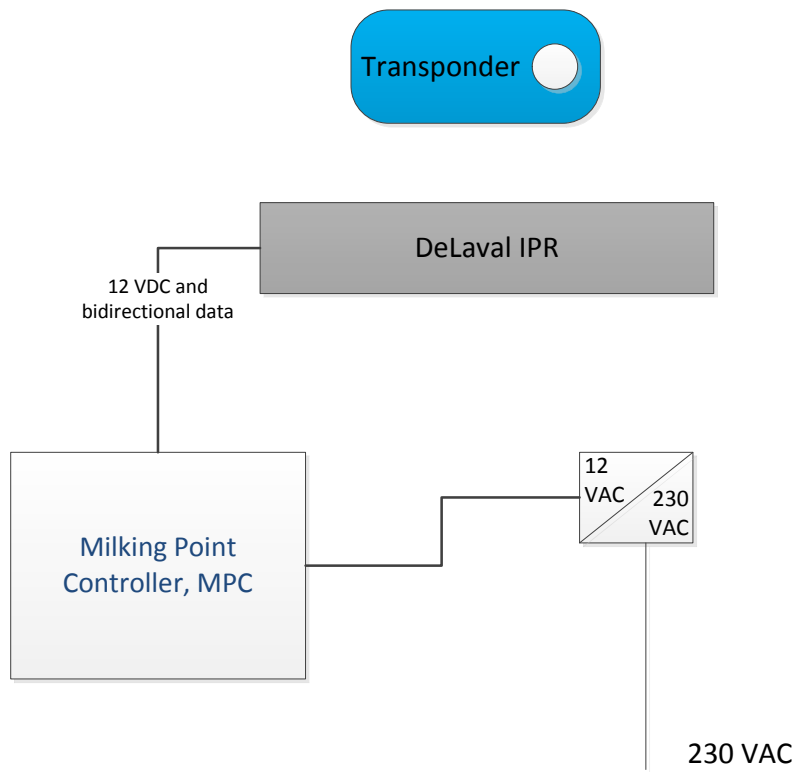 Transponder
DeLaval IPR
12 VDC and
bidirectional data
12
VAC
230
VAC
Milking Point
Controller, MPC
230 VAC